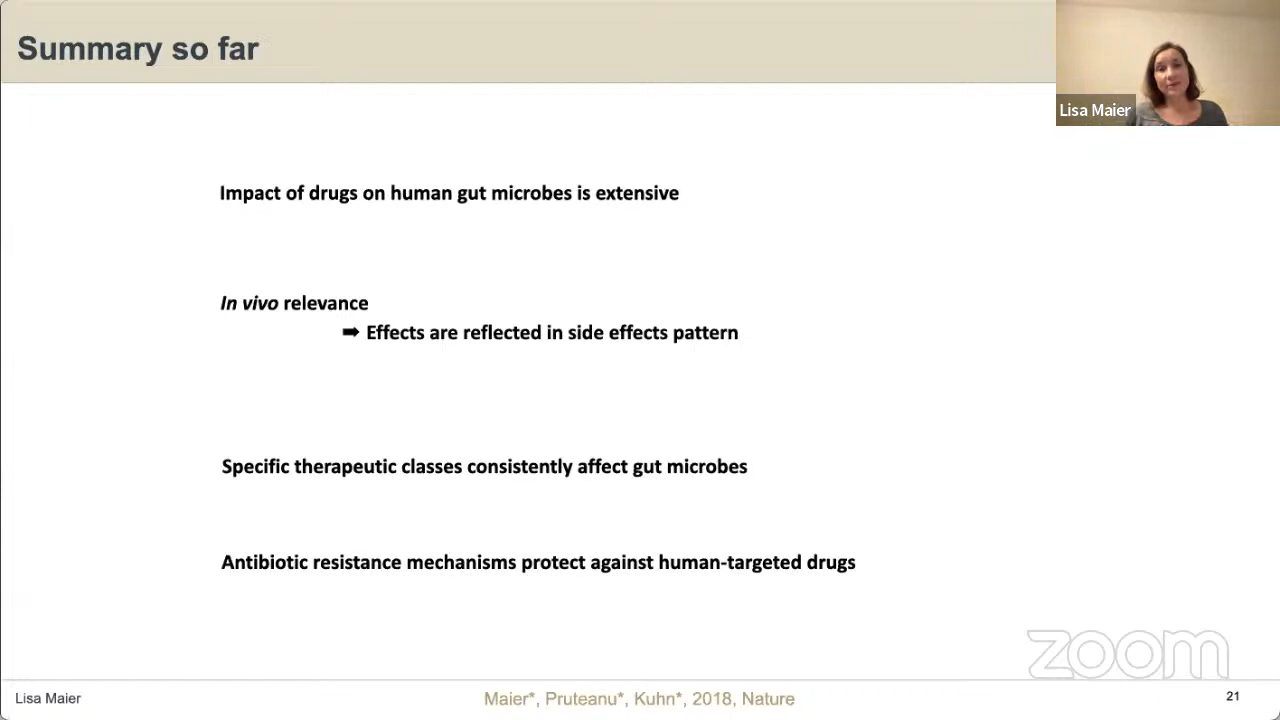 Summary so far
Lisa Maier
Impact of drugs on human gut microbes is extensive
In vivo relevance
➡ Effects are reflected in side effects pattern
Specific therapeutic classes consistently affect gut microbes
Antibiotic resistance mechanisms protect against human-targeted drugs
zoom
Lisa Maier
Maier*, Pruteanu*, Kuhn*, 2018, Nature
21